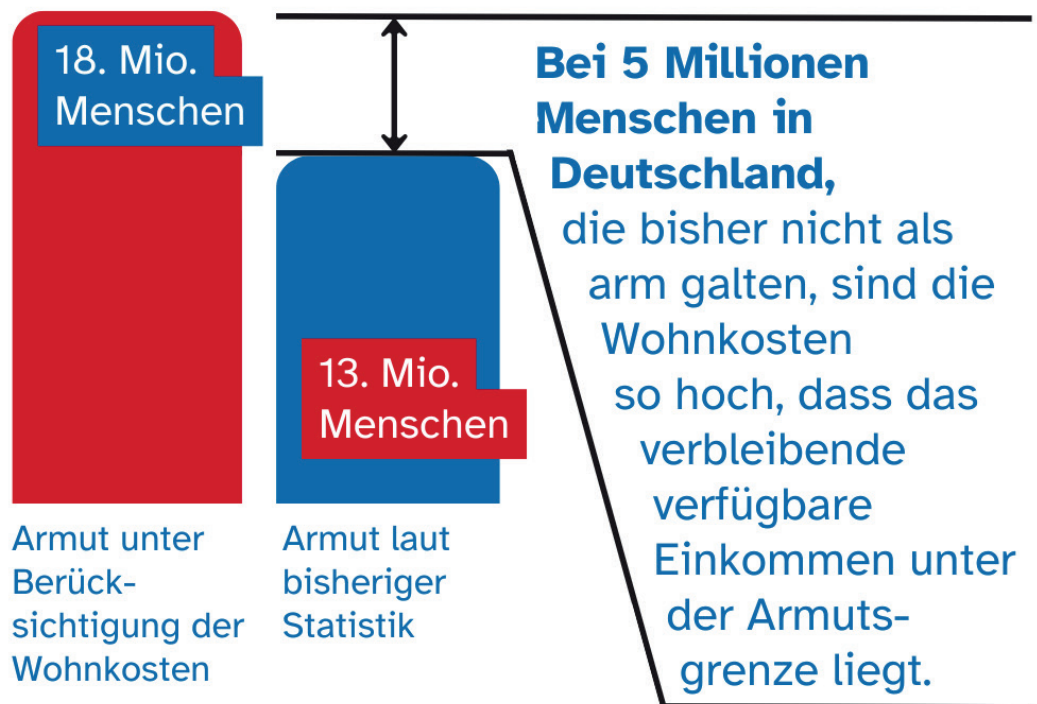 18. Mio.
Menschen
13. Mio.
Menschen
Armut unter
Berück-
sichtigung der
Wohnkosten
Armut laut
bisheriger
Statistik
Bei 5 Millionen
Menschen in
Deutschland,
die bisher nicht als
arm galten, sind die
Wohnkosten
so hoch, dass das
verbleibende
verfügbare
Einkommen unter
der Armuts-
grenze liegt.